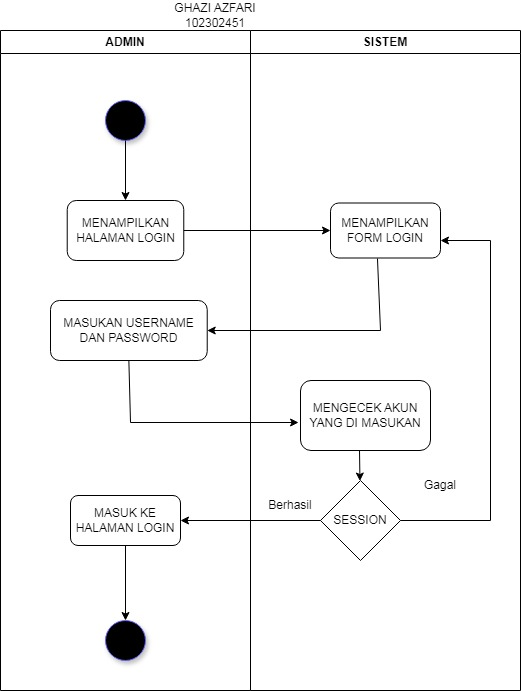 GHAZI AZFARI
102302451
ADMIN
SISTEM
MENAMPILKAN
HALAMAN LOGIN
MENAMPILKAN
FORM LOGIN
MASUKAN USERNAME
DAN PASSWORD
MENGECEK AKUN
YANG DI MASUKAN
Gagal
Berhasil
SESSION
MASUK KE
HALAMAN LOGIN